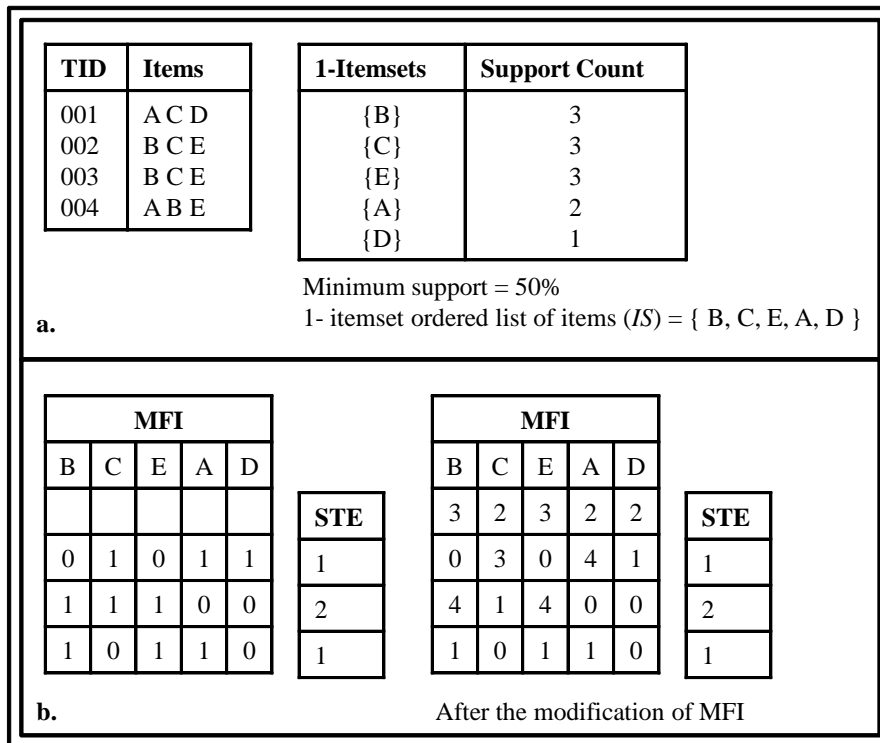 TID Items
001 A C D
002 B C E
003 B C E
004 A B E
1-Itemsets Support Count
{B} 3
{C} 3
{E} 3
{A} 2
{D} 1
Minimum support = 50%
1- itemset ordered list of items (IS) = { B, C, E, A, D }
a.
MFI
B C E A D
0 1 0 1 1
1 1 1 0 0
1 0 1 1 0
STE
1
2
1
MFI
B C E A D
3 2 3 2 2
0 3 0 4 1
4 1 4 0 0
1 0 1 1 0
STE
1
2
1
b.
After the modification of MFI